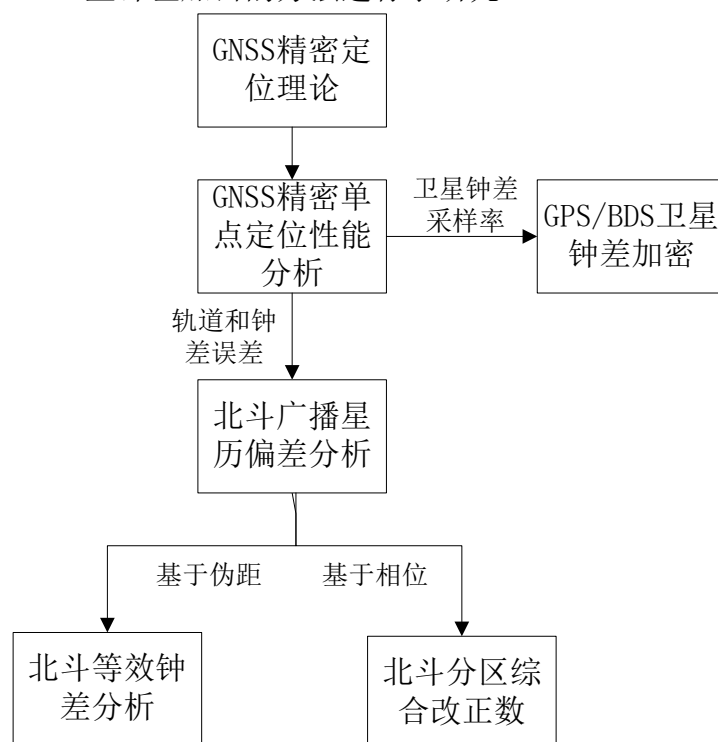 GNSS精密定
位理论
GNSS精密单
点定位性能
分析
卫星钟差
采样率
GPS/BDS卫星
钟差加密
轨道和钟
差误差
北斗广播星
历偏差分析
基于伪距
基于相位
北斗等效钟
差分析
北斗分区综
合改正数